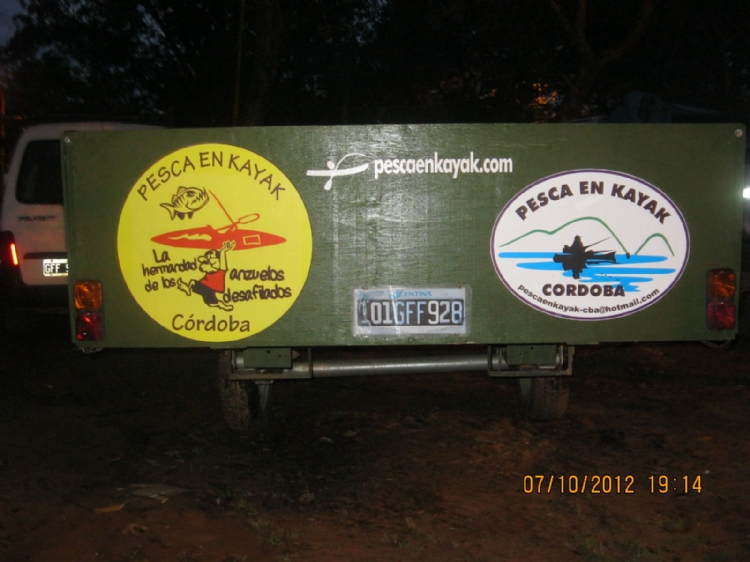 PESCA EN KAYAK
La
hermandad
de los
anzuelos
desafilados
Córdoba
pescaenkayak.com
PESCA EN KAYAK
CORDOBA
pescaenkayak-cba@hotmail.com
101GFF928
07/10/2012 19:14